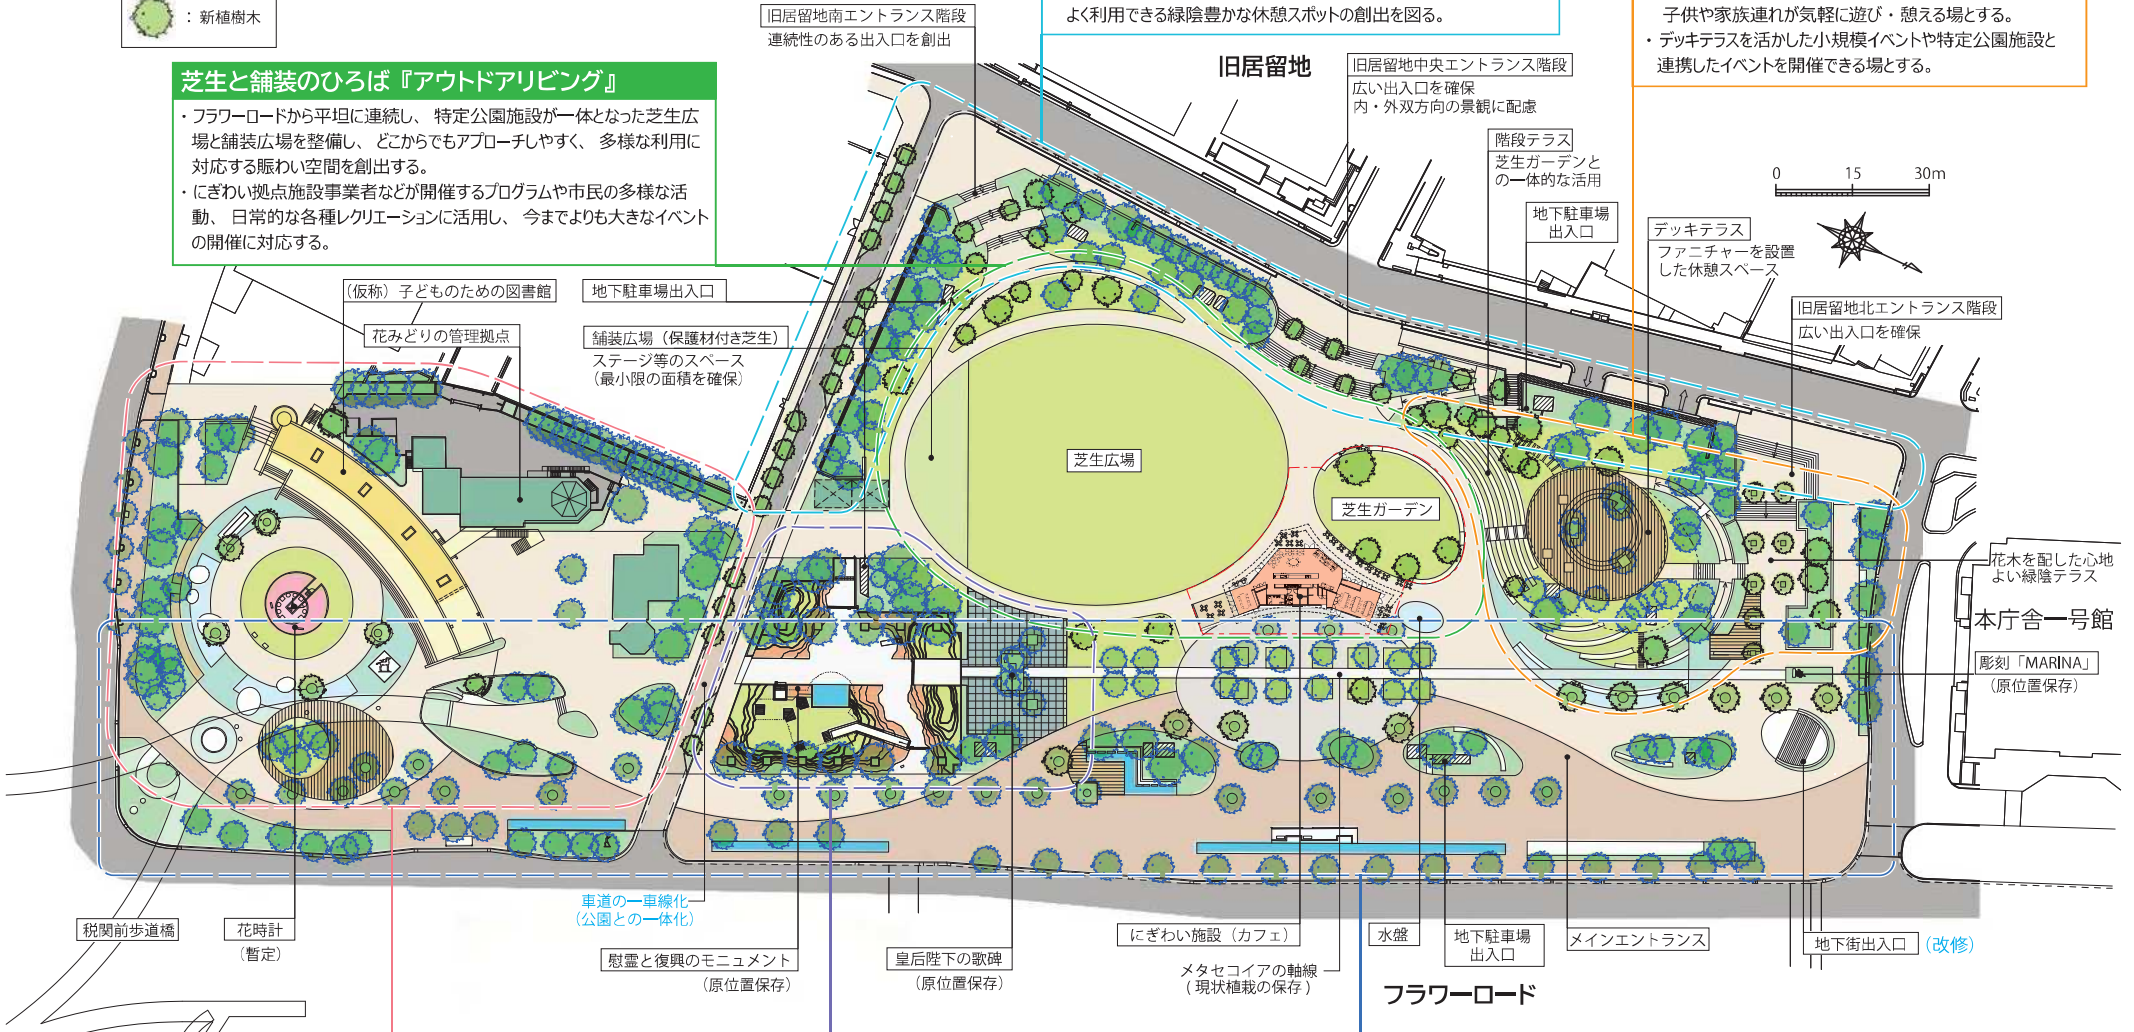 ：新植樹木
旧居留地南エントランス階段
連続性のある出入口を創出
よく利用できる緑陰豊かな休憩スポットの創出を図る。
子供や家族連れが気軽に遊び・憩える場とする。
・デッキテラスを活かした小規模イベントや特定公園施設と
連携したイベントを開催できる場とする。
芝生と舗装のひろば『アウトドアリビング』
・フラワーロードから平坦に連続し、 特定公園施設が一体となった芝生広
場と舗装広場を整備し、 どこからでもアプローチしやすく、 多様な利用に
対応する賑わい空間を創出する。
・にぎわい拠点施設事業者などが開催するプログラムや市民の多様な活
動、 日常的な各種レクリエーションに活用し、 今までよりも大きなイベント
の開催に対応する。
旧居留地
旧居留地中央エントランス階段
広い出入口を確保
内・外双方向の景観に配慮
階段テラス
芝生ガーデンと
の一体的な活用
0 15 30m
地下駐車場
出入口
デッキテラス
ファニチャーを設置
した休憩スペース
旧居留地北エントランス階段
広い出入口を確保
（仮称）子どものための図書館
地下駐車場出入口
花みどりの管理拠点
舗装広場（保護材付き芝生）
ステージ等のスペース
（最小限の面積を確保）
芝生広場
芝生ガーデン
花木を配した心地
よい緑陰テラス
本庁舎一号館
彫刻「MARINA」
（原位置保存）
車道の一車線化
（公園との一体化）
税関前歩道橋
花時計
（暫定）
慰霊と復興のモニュメント
（原位置保存）
皇后陛下の歌碑
（原位置保存）
にぎわい施設（カフェ）
メタセコイアの軸線
（現状植栽の保存）
水盤
地下駐車場
出入口
メインエントランス
地下街出入口 （改修）
フラワーロード